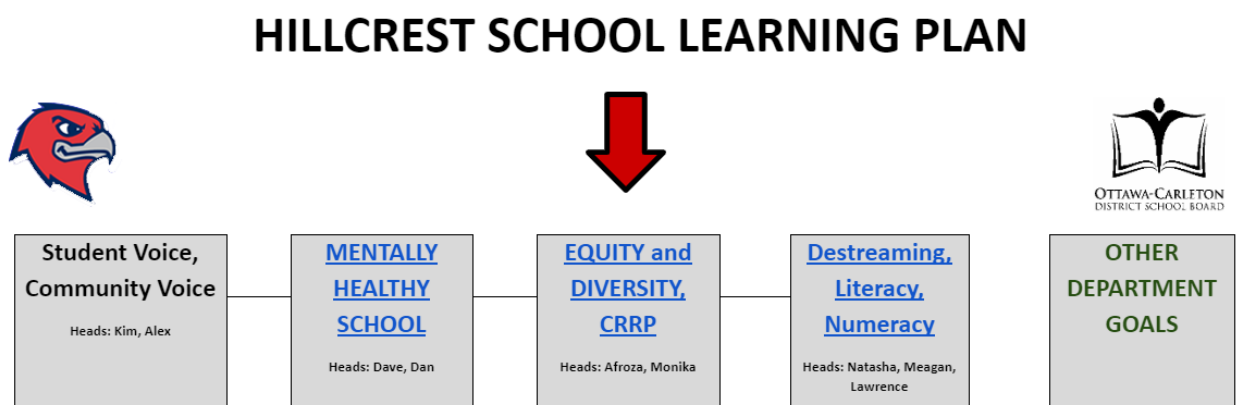 HILLCREST SCHOOL LEARNING PLAN
OTTAWA-CARLETON
DISTRICT SCHOOL BOARD
Student Voice,
Community Voice
Heads: Kim, Alex
MENTALLY
HEALTHY
SCHOOL
Heads: Dave, Dan
EQUITY and
DIVERSITY,
CRRP
Heads: Afroza, Monika
Destreaming,
Literacy,
Numeracy
Heads: Natasha, Meagan,
Lawrence
OTHER
DEPARTMENT
GOALS